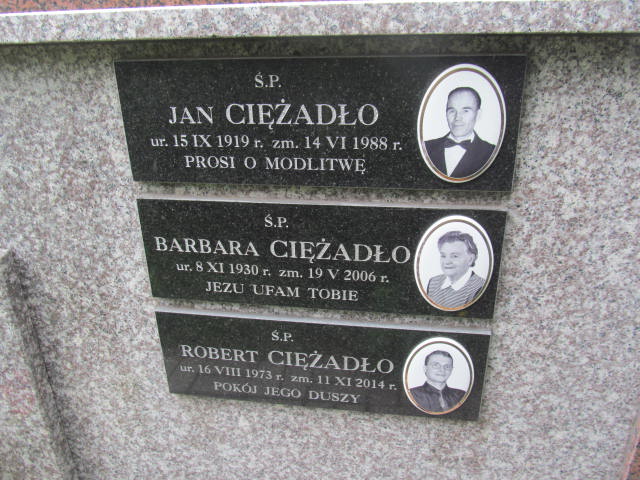 Ś.P.
JAN CIĘŻADŁO
ur. 15 IX 1919 r. zm. 14 VI 1988 r.
PROSI O MODLITWĘ
Ś.P.
BARBARA CIĘŻADŁO
ur. 8 XI 1930 r. zm. 19 V 2006 r.
JEZU UFAM TOBIE
Ś.P.
ROBERT CIĘŻADŁO
ur. 16 VIII 1973 r. zm. 11 XI 2014 r.
POKÓJ JEGO DUSZY